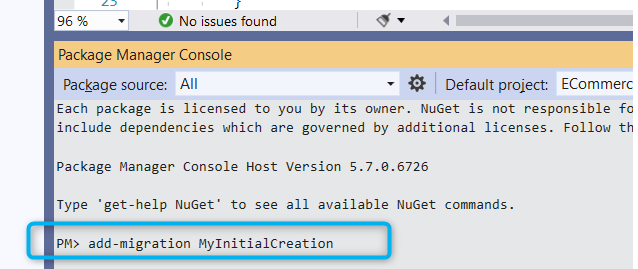 23 }
96 % No issues found
Package Manager Console
Package source: All Default project: ECommerc
Each package is licensed to you by its owner. NuGet is not responsible fo
include dependencies which are governed by additional licenses. Follow th
Package Manager Console Host Version 5.7.0.6726
Type 'get-help NuGet' to see all available NuGet commands.
PM> add-migration MyInitialCreation